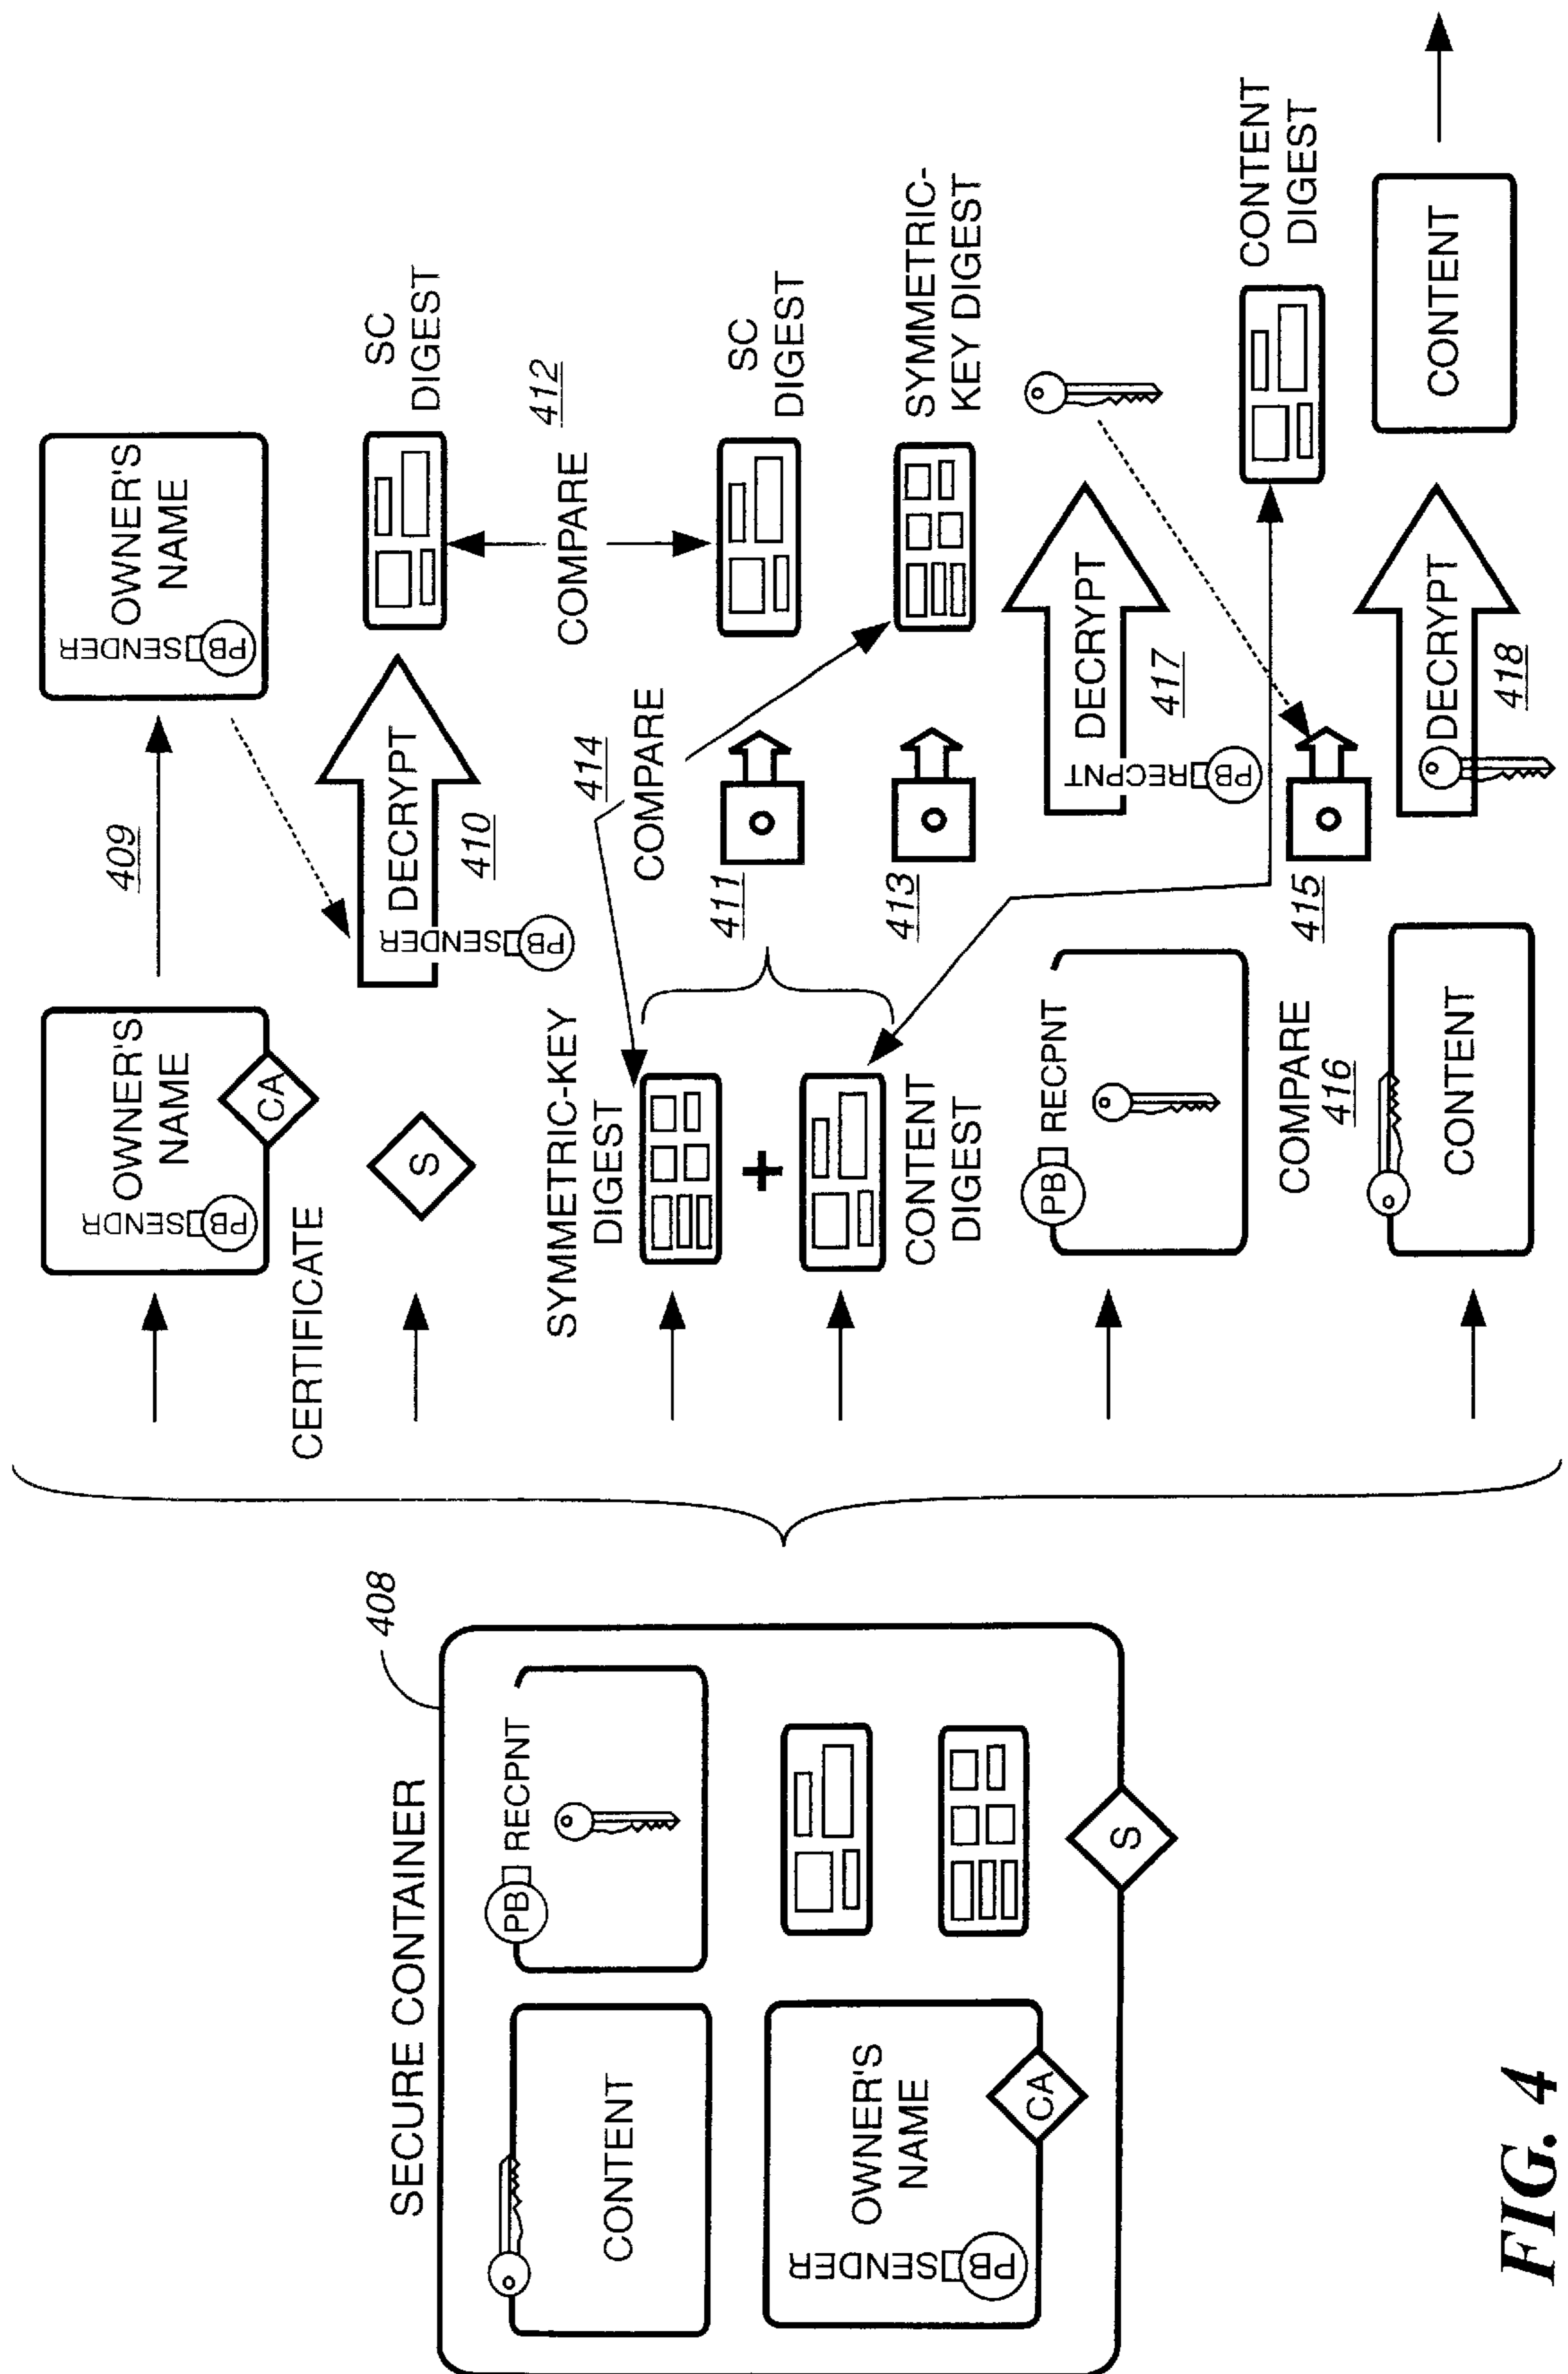 SECURE CONTAINER
408
CONTENT
PB RECPNT
PB SENDER
OWNER'S
NAME
CA
S
PB SENDR
OWNER'S
NAME
CA
CERTIFICATE
409
PB SENDER
OWNER'S
NAME
S
PB SENDER
DECRYPT
410
SC
DIGEST
COMPARE
412
SYMMETRIC-KEY
DIGEST
+
CONTENT
DIGEST
414
COMPARE
411
SC
DIGEST
413
SYMMETRIC-
KEY DIGEST
PB RECPNT
PB RECPNT
DECRYPT
417
COMPARE
416
415
CONTENT
DIGEST
CONTENT
DECRYPT
418
CONTENT
FIG. 4